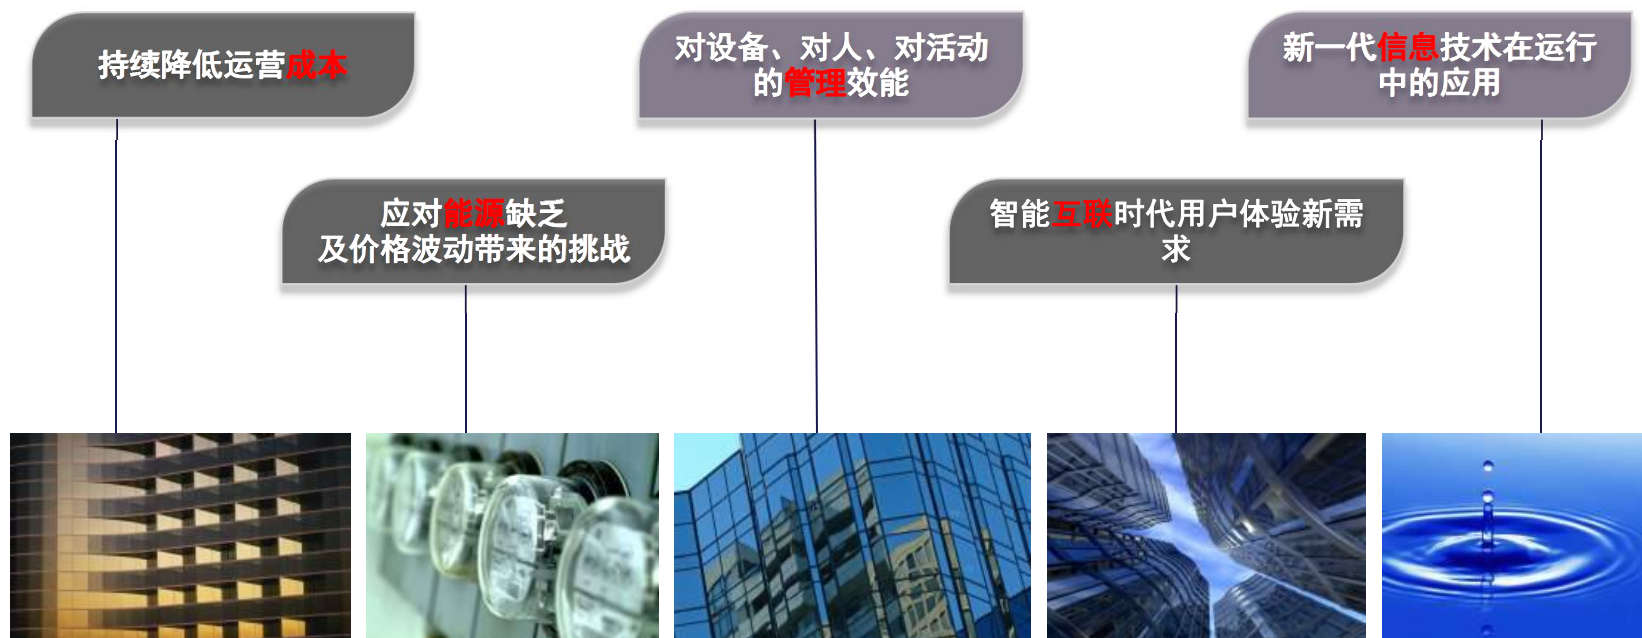 持续降低运营成本
对设备、对人、对活动
的管理效能
新一代信息技术在运行
中的应用
应对能源缺乏
及价格波动带来的挑战
智能互联时代用户体验新需
求